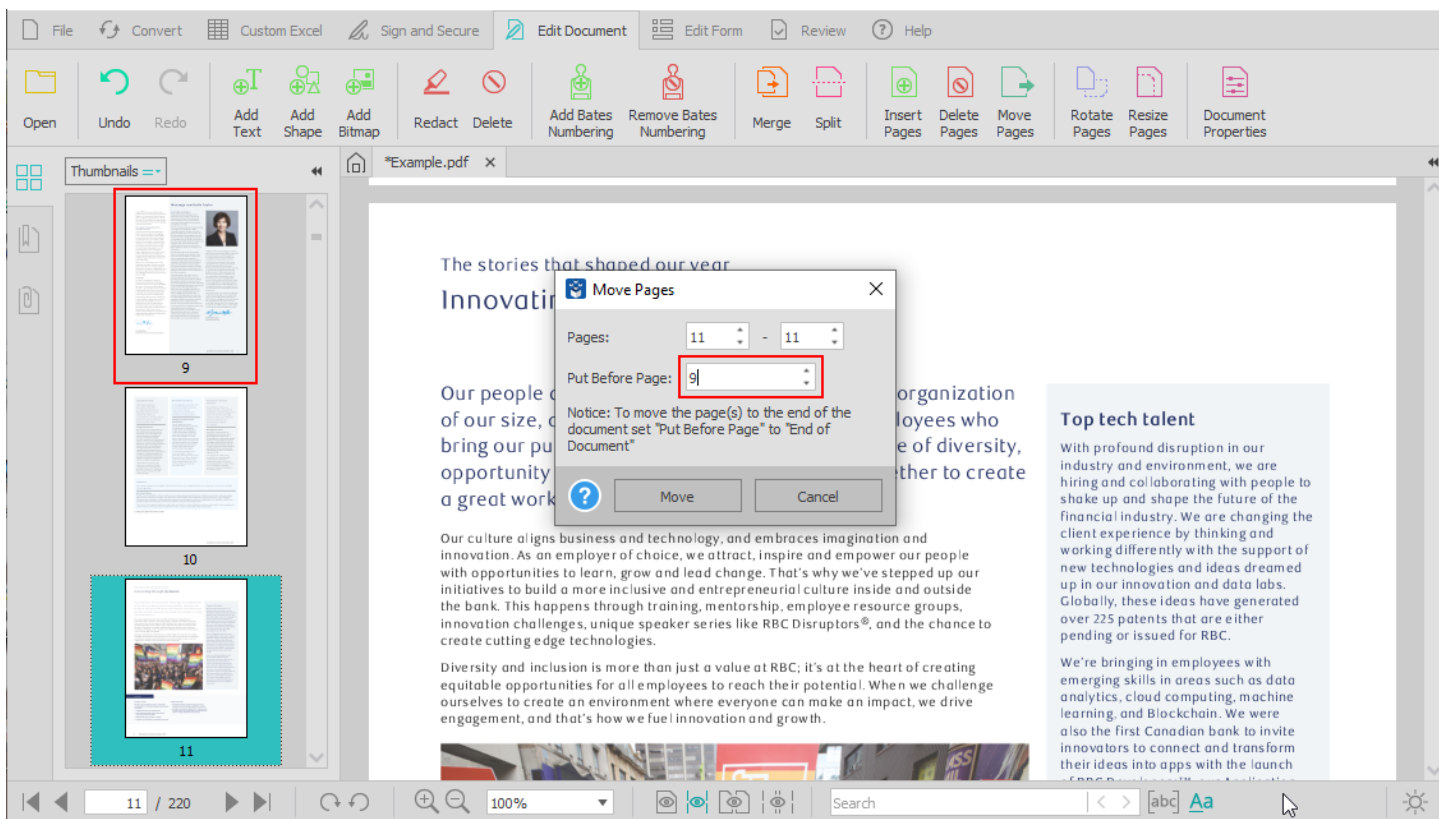 File Convert Custom Excel Sign and Secure Edit Document Edit Form Review Help
Open Undo Redo Add Text Add Shape Add Bitmap Redact Delete Add Bates Numbering Remove Bates Numbering Merge Split Insert Pages Delete Pages Move Pages Rotate Pages Resize Pages Document Properties
Thumbnails
*Example.pdf
9
10
11
The stories that shaped our year
Innovatin
Our people
of our size,
bring our pu
opportunity
a great work
organization
loyees who
e of diversity,
ether to create
Move Pages
Pages: 11 - 11
Put Before Page: 9
Notice: To move the page(s) to the end of the
document set "Put Before Page" to "End of
Document"
Move Cancel
Our culture aligns business and technology, and embraces imagination and
innovation. As an employer of choice, we attract, inspire and empower our people
with opportunities to learn, grow and lead change. That's why we've stepped up our
initiatives to build a more inclusive and entrepreneurial culture inside and outside
the bank. This happens through training, mentorship, employee resource groups,
innovation challenges, unique speaker series like RBC Disruptors®, and the chance to
create cutting edge technologies.
Diversity and inclusion is more than just a value at RBC; it's at the heart of creating
equitable opportunities for all employees to reach their potential. When we challenge
ourselves to create an environment where everyone can make an impact, we drive
engagement, and that's how we fuel innovation and growth.
Top tech talent
With profound disruption in our
industry and environment, we are
hiring and collaborating with people to
shake up and shape the future of the
financial industry. We are changing the
client experience by thinking and
working differently with the support of
new technologies and ideas dreamed
up in our innovation and data labs.
Globally, these ideas have generated
over 225 patents that are either
pending or issued for RBC.
We're bringing in employees with
emerging skills in areas such as data
analytics, cloud computing, machine
learning, and Blockchain. We were
also the first Canadian bank to invite
innovators to connect and transform
their ideas into apps with the launch
11 / 220 100% Search [abc] Aa